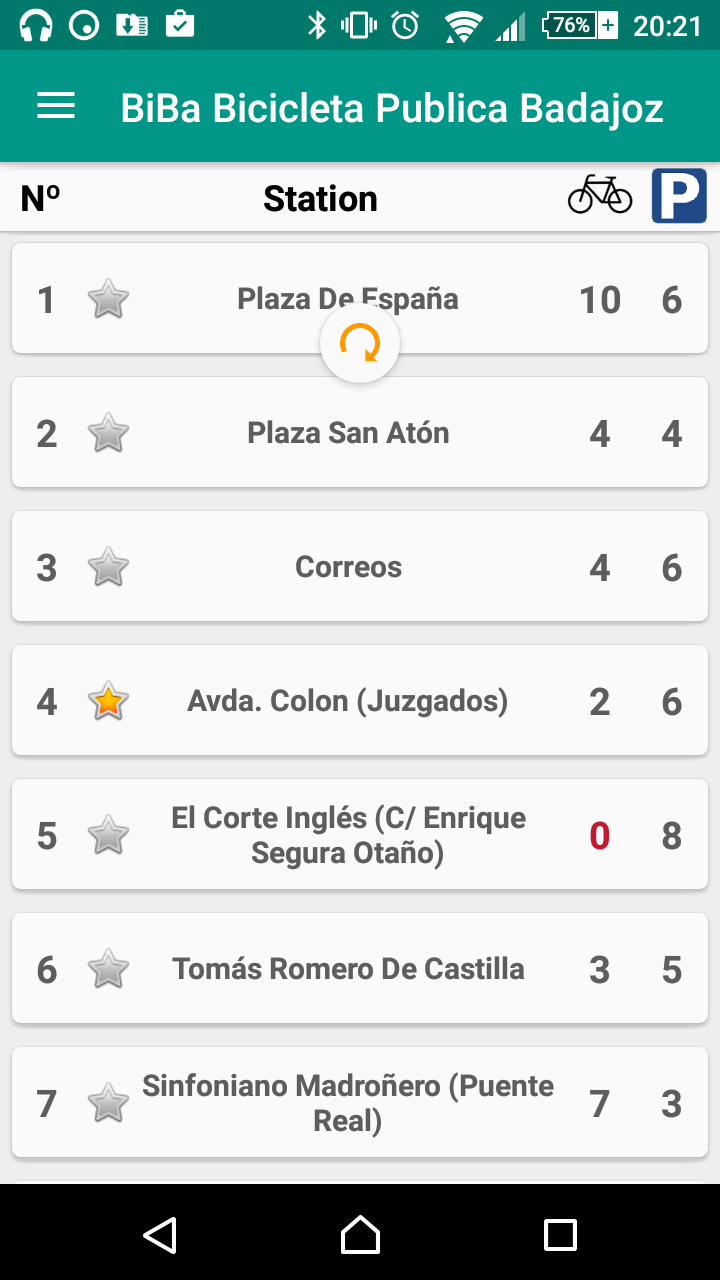 76% 20:21
BiBa Bicicleta Publica Badajoz
Nº Station P
1 Plaza De España 10 6
2 Plaza San Atón 4 4
3 Correos 4 6
4 Avda. Colon (Juzgados) 2 6
El Corte Inglés (C/ Enrique
5 Segura Otaño) 0 8
6 Tomás Romero De Castilla 3 5
Sinfoniano Madroñero (Puente
7 Real) 7 3